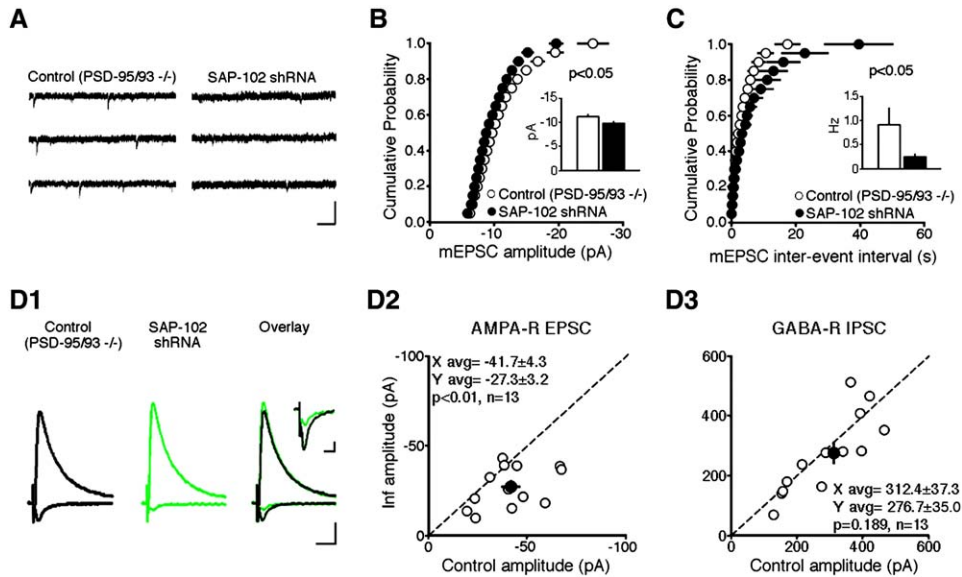 A
Control (PSD-95/93 -/-)
SAP-102 shRNA
B
Cumulative Probability
1.0
0.8
0.6
0.4
0.2
0.0
0
-10
-20
-30
mEPSC amplitude (pA)
p<0.05
pA
-15
-10
-5
0
Control (PSD-95/93 -/-)
SAP-102 shRNA
C
Cumulative Probability
1.0
0.8
0.6
0.4
0.2
0.0
0
20
40
60
mEPSC inter-event interval (s)
p<0.05
Hz
1.5
1.0
0.5
0.0
Control (PSD-95/93 -/-)
SAP-102 shRNA
D1
Control
(PSD-95/93 -/-)
SAP-102
shRNA
Overlay
D2
AMPA-R EPSC
X avg= -41.7±4.3
Y avg= -27.3±3.2
p<0.01, n=13
Inf amplitude (pA)
-100
-50
0
0
-50
-100
Control amplitude (pA)
D3
GABA-R IPSC
600
400
200
0
X avg= 312.4±37.3
Y avg= 276.7±35.0
p=0.189, n=13
0
200
400
600
Control amplitude (pA)